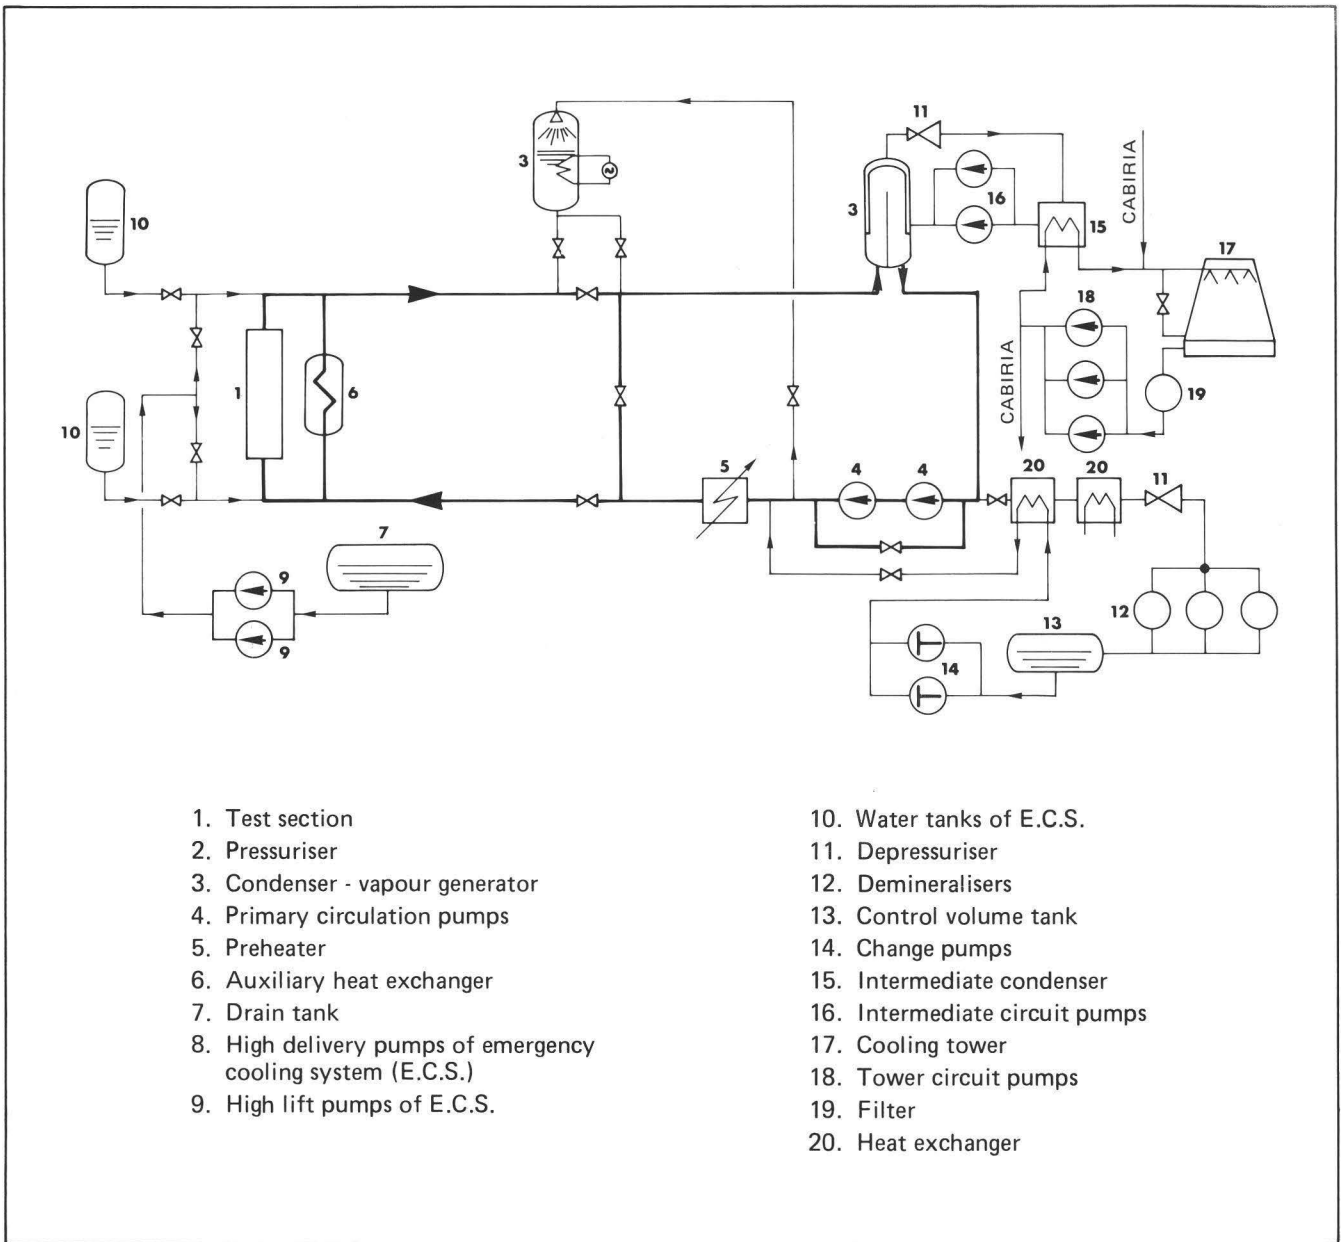 11
3
3
16
CABIRIA
15
17
10
18
CABIRIA
1
6
19
10
5
4
4
20
20
11
7
9
9
12
13
14
1. Test section
2. Pressuriser
3. Condenser - vapour generator
4. Primary circulation pumps
5. Preheater
6. Auxiliary heat exchanger
7. Drain tank
8. High delivery pumps of emergency
cooling system (E.C.S.)
9. High lift pumps of E.C.S.
10. Water tanks of E.C.S.
11. Depressuriser
12. Demineralisers
13. Control volume tank
14. Change pumps
15. Intermediate condenser
16. Intermediate circuit pumps
17. Cooling tower
18. Tower circuit pumps
19. Filter
20. Heat exchanger